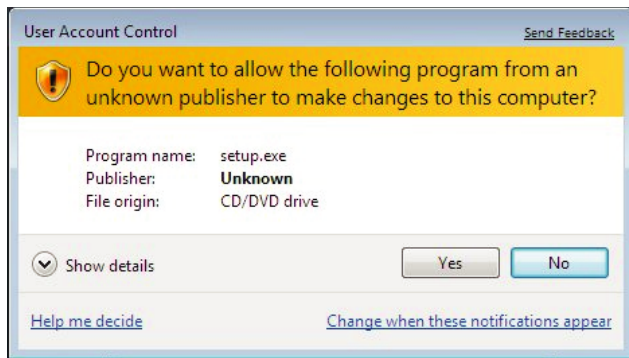 User Account Control Send Feedback
Do you want to allow the following program from an
unknown publisher to make changes to this computer?
Program name: setup.exe
Publisher: Unknown
File origin: CD/DVD drive
Show details Yes No
Help me decide Change when these notifications appear